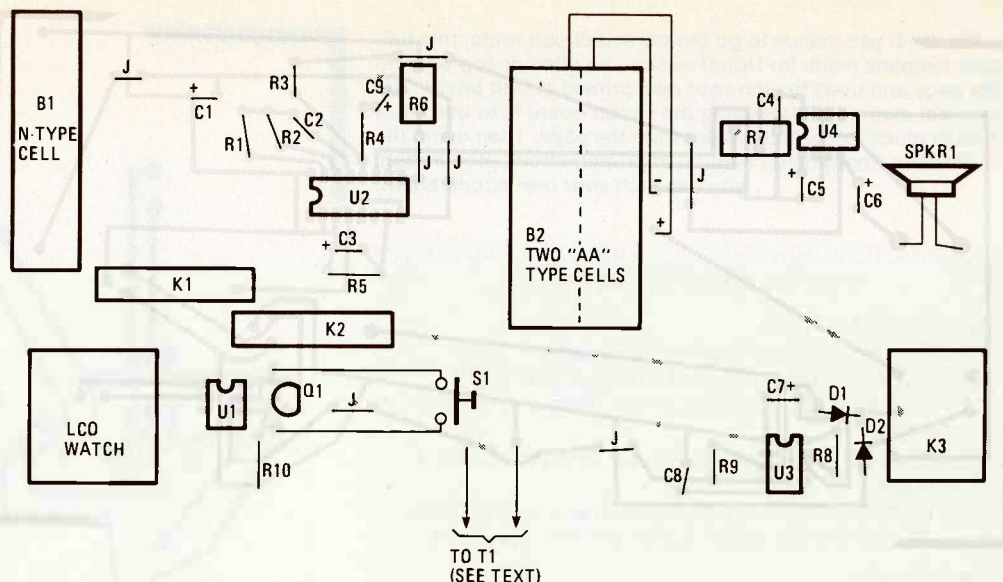 B1
N-TYPE
CELL
J
+
C1
R3
R1
R2
C2
C9
+
J
R6
R4
J
J
U2
+
C3
R5
K1
K2
B2
TWO "AA"
TYPE CELLS
-
+
J
C4
R7
U4
+
C5
+
C6
SPKR1
LCO
WATCH
U1
Q1
J
S1
R10
TO T1
(SEE TEXT)
J
C8
R9
C7+
U3
D1
D2
R8
K3